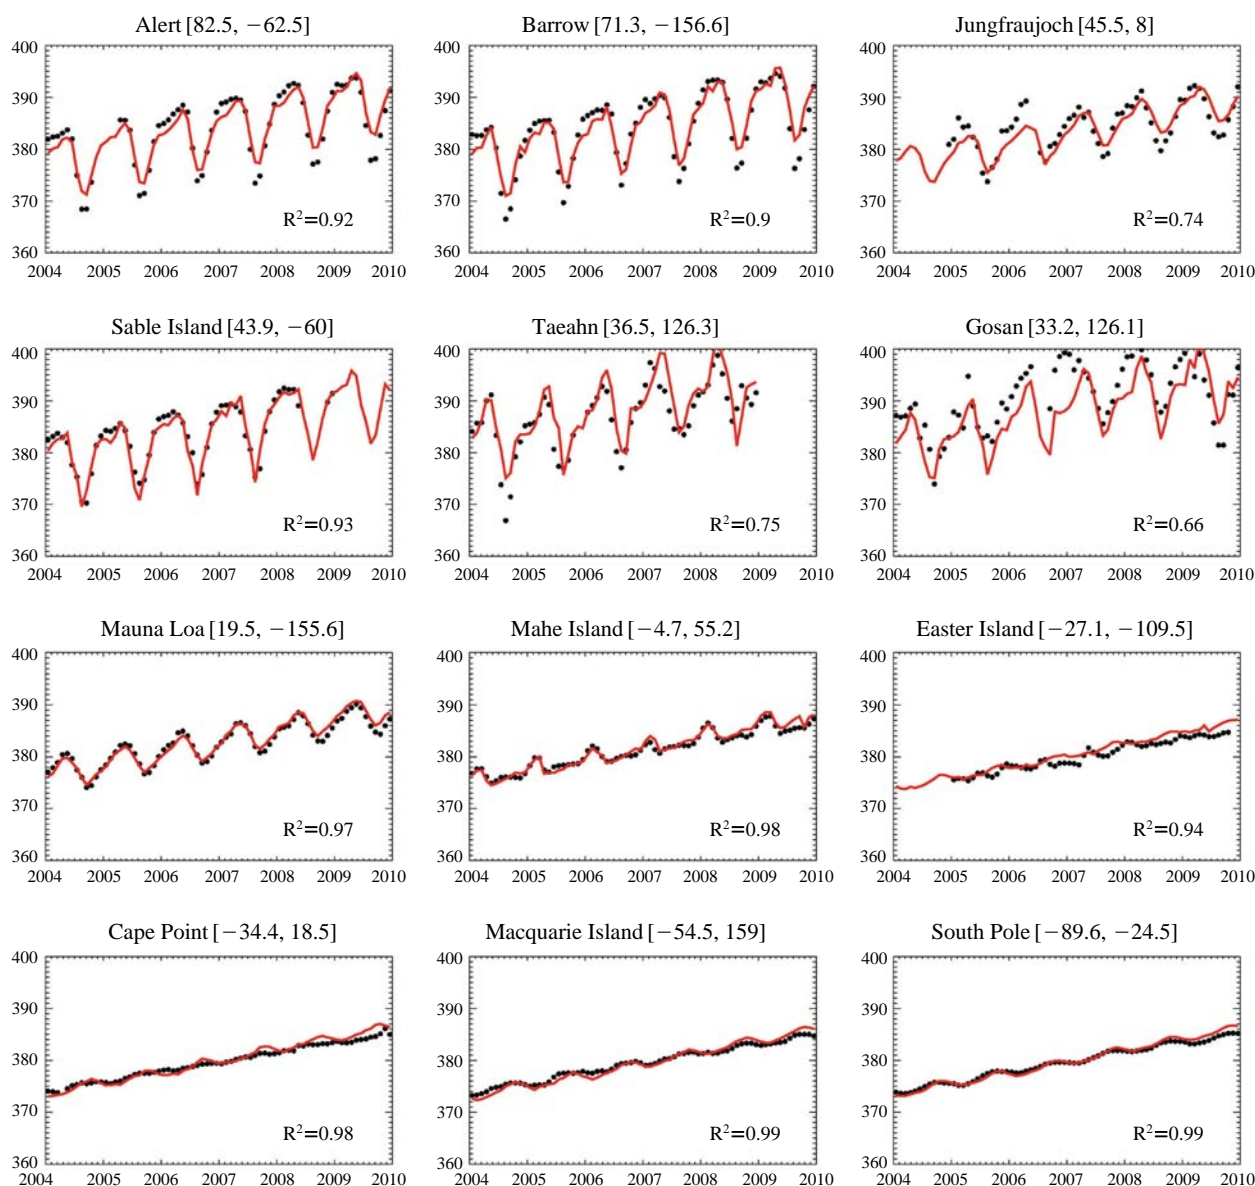 Alert [82.5, −62.5]
Barrow [71.3, −156.6]
Jungfraujoch [45.5, 8]
400
390
380
370
360
R²=0.92
2004 2005 2006 2007 2008 2009 2010
400
390
380
370
360
R²=0.9
2004 2005 2006 2007 2008 2009 2010
400
390
380
370
360
R²=0.74
2004 2005 2006 2007 2008 2009 2010
Sable Island [43.9, −60]
Taeahn [36.5, 126.3]
Gosan [33.2, 126.1]
400
390
380
370
360
R²=0.93
2004 2005 2006 2007 2008 2009 2010
400
390
380
370
360
R²=0.75
2004 2005 2006 2007 2008 2009 2010
400
390
380
370
360
R²=0.66
2004 2005 2006 2007 2008 2009 2010
Mauna Loa [19.5, −155.6]
Mahe Island [−4.7, 55.2]
Easter Island [−27.1, −109.5]
400
390
380
370
360
R²=0.97
2004 2005 2006 2007 2008 2009 2010
400
390
380
370
360
R²=0.98
2004 2005 2006 2007 2008 2009 2010
400
390
380
370
360
R²=0.94
2004 2005 2006 2007 2008 2009 2010
Cape Point [−34.4, 18.5]
Macquarie Island [−54.5, 159]
South Pole [−89.6, −24.5]
400
390
380
370
360
R²=0.98
2004 2005 2006 2007 2008 2009 2010
400
390
380
370
360
R²=0.99
2004 2005 2006 2007 2008 2009 2010
400
390
380
370
360
R²=0.99
2004 2005 2006 2007 2008 2009 2010